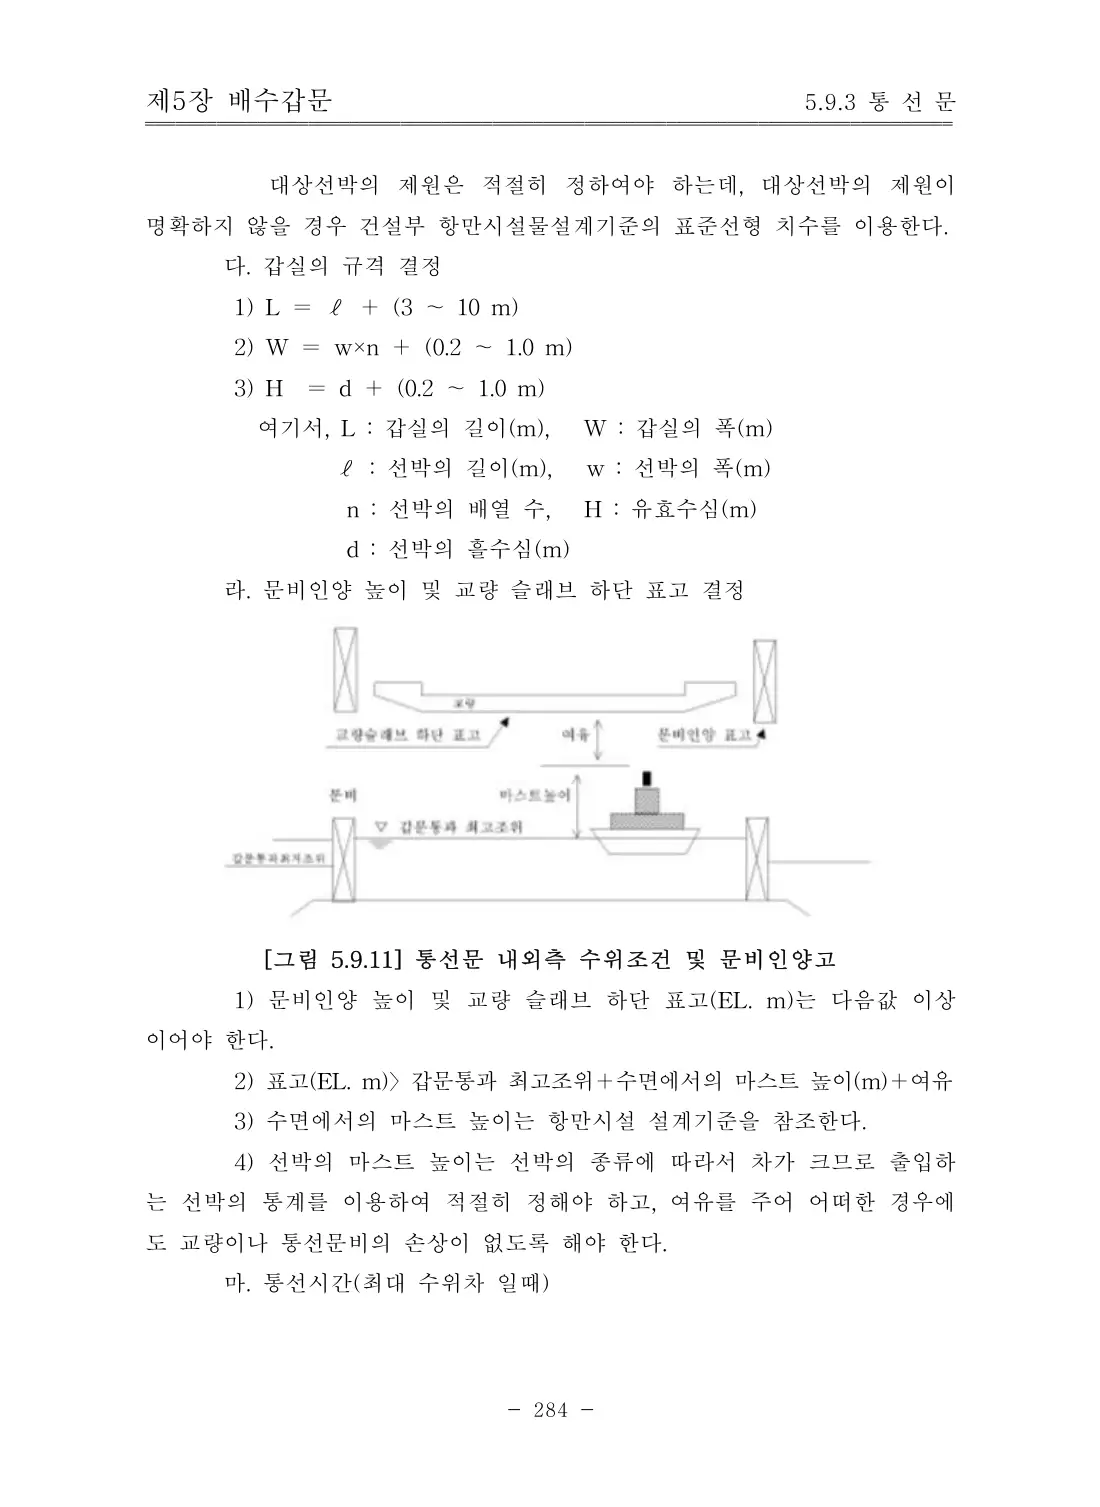 제5장 배수갑문
5.9.3 통 선 문
대상선박의 제원은 적절히 정하여야 하는데, 대상선박의 제원이
명확하지 않을 경우 건설부 항만시설물설계기준의 표준선형 치수를 이용한다.
다. 갑실의 규격 결정
1) L = ℓ + (3 ~ 10 m)
2) W = w×n + (0.2 ~ 1.0 m)
3) H = d + (0.2 ~ 1.0 m)
여기서, L : 갑실의 길이(m), W : 갑실의 폭(m)
ℓ : 선박의 길이(m), w : 선박의 폭(m)
n : 선박의 배열 수, H : 유효수심(m)
d : 선박의 흘수심(m)
라. 문비인양 높이 및 교량 슬래브 하단 표고 결정
교량
교량슬래브 하단 표고
여유
문비인양 표고
문비
마스트높이
▽ 갑문통과 최고조위
갑문통과최저조위
[그림 5.9.11] 통선문 내외측 수위조건 및 문비인양고
1) 문비인양 높이 및 교량 슬래브 하단 표고(EL. m)는 다음값 이상
이어야 한다.
2) 표고(EL. m)> 갑문통과 최고조위+수면에서의 마스트 높이(m)+여유
3) 수면에서의 마스트 높이는 항만시설 설계기준을 참조한다.
4) 선박의 마스트 높이는 선박의 종류에 따라서 차가 크므로 출입하
는 선박의 통계를 이용하여 적절히 정해야 하고, 여유를 주어 어떠한 경우에
도 교량이나 통선문비의 손상이 없도록 해야 한다.
마. 통선시간(최대 수위차 일때)
- 284 -